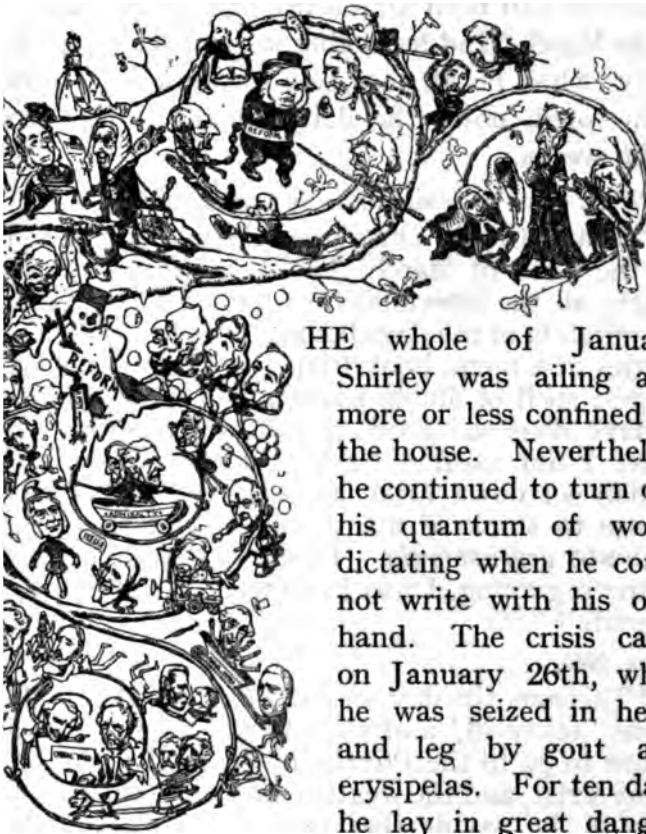 REFORM
REFORM
ADMIRALTY
HE whole of Janua
Shirley was ailing a
more or less confined
the house. Neverthel
he continued to turn o
his quantum of wo
dictating when he cou
not write with his o
hand. The crisis ca
on January 26th, wh
he was seized in he
and leg by gout a
erysipelas. For ten da
he lay in great dang